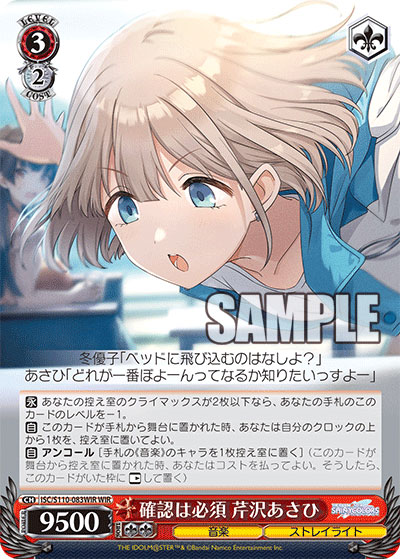 LEVEL
3
2
COST
SAMPLE
冬優子「ベッドに飛び込むのはなしよ?」
あさひ「どれが一番ぽよーんってなるか知りたいっすよー」
永 あなたの控え室のクライマックスが2枚以下なら、あなたの手札のこのカードのレベルを-1。
自 このカードが手札から舞台に置かれた時、あなたは自分のクロックの上から1枚を、控え室に置いてよい。
自 アンコール [手札の《音楽》のキャラを1枚控え室に置く] (このカードが舞台から控え室に置かれた時、あなたはコストを払ってよい。そうしたら、このカードがいた枠に レストして置く)
CH ISC/S110-083WIR WIR
POWER
9500
確認は必須 芹沢あさひ
THE IDOLM@STER SHINYCOLORS
音楽
ストレイライト
THE IDOLM@STER™& ©Bandai Namco Entertainment Inc.